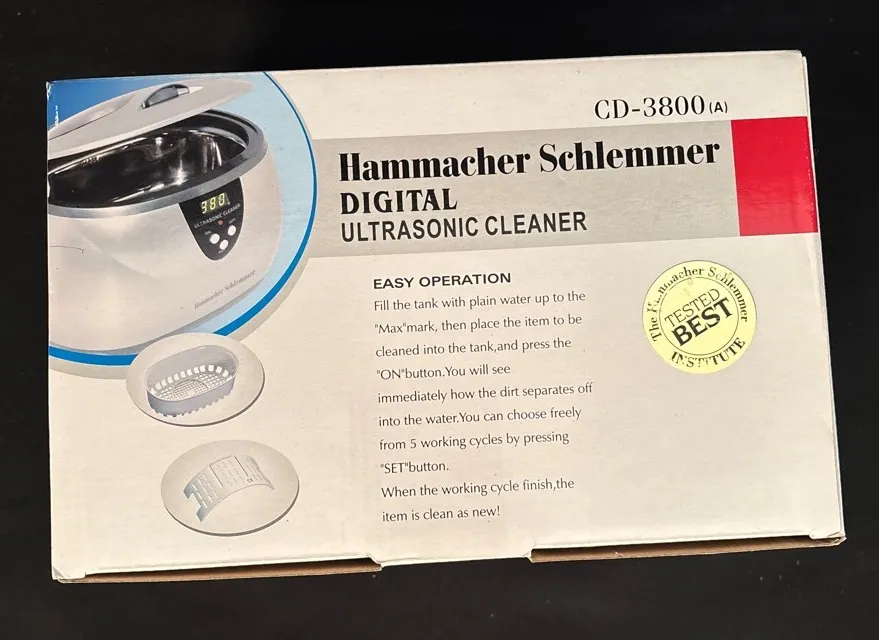 CD-3800(A)
Hammacher Schlemmer
DIGITAL
ULTRASONIC CLEANER
380
ULTRASONIC CLEANER
Hammacher Schlemmer
EASY OPERATION
Fill the tank with plain water up to the
"Max"mark, then place the item to be
cleaned into the tank,and press the
"ON"button.You will see
immediately how the dirt separates off
into the water.You can choose freely
from 5 working cycles by pressing
"SET"button.
When the working cycle finish,the
item is clean as new!
The Hammacher Schlemmer
TESTED
BEST
INSTITUTE